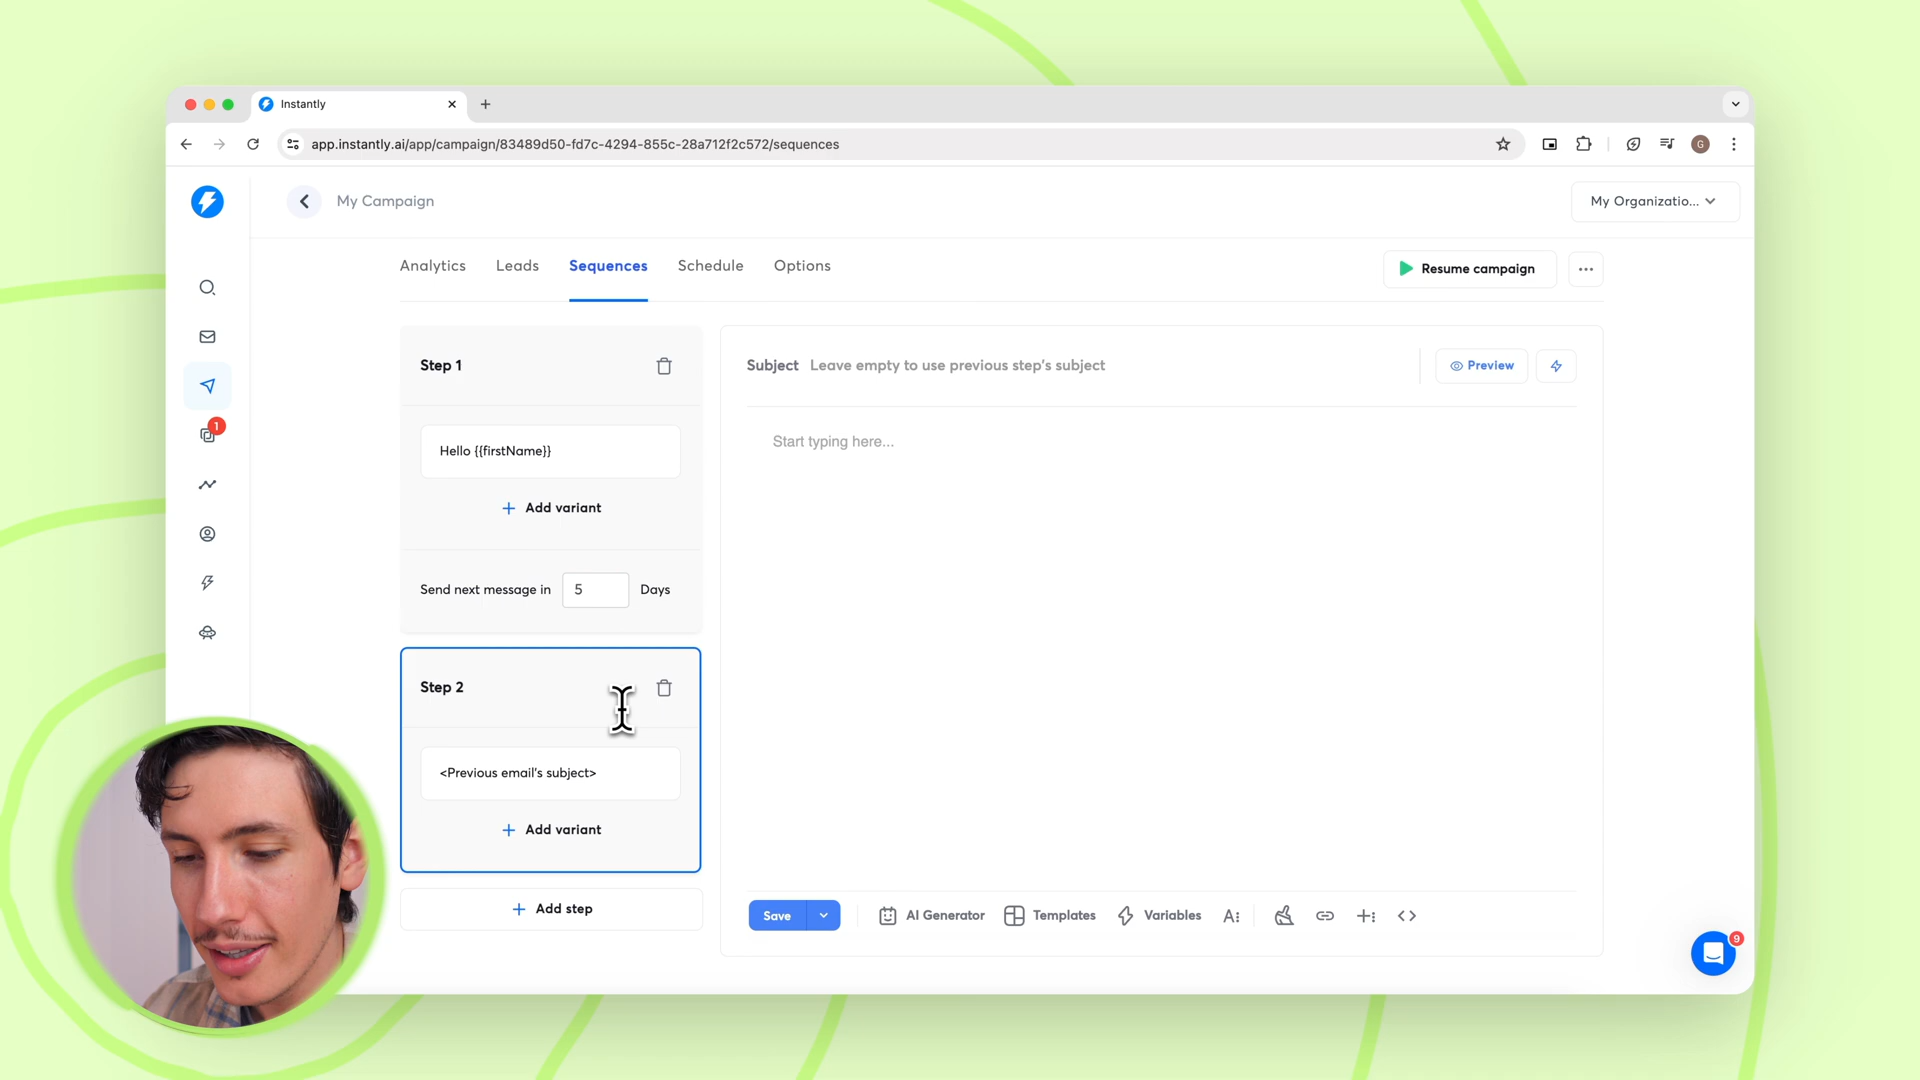 Instantly
app.instantly.ai/app/campaign/83489d50-fd7c-4294-855c-28a712f2c572/sequences
G
My Campaign
My Organizatio...
Analytics
Leads
Sequences
Schedule
Options
Resume campaign
Step 1
Subject Leave empty to use previous step's subject
Preview
1
Hello {{firstName}}
Start typing here...
Add variant
Send next message in 5 Days
Step 2
<Previous email's subject>
Add variant
Add step
Save
AI Generator
Templates
Variables
A
9